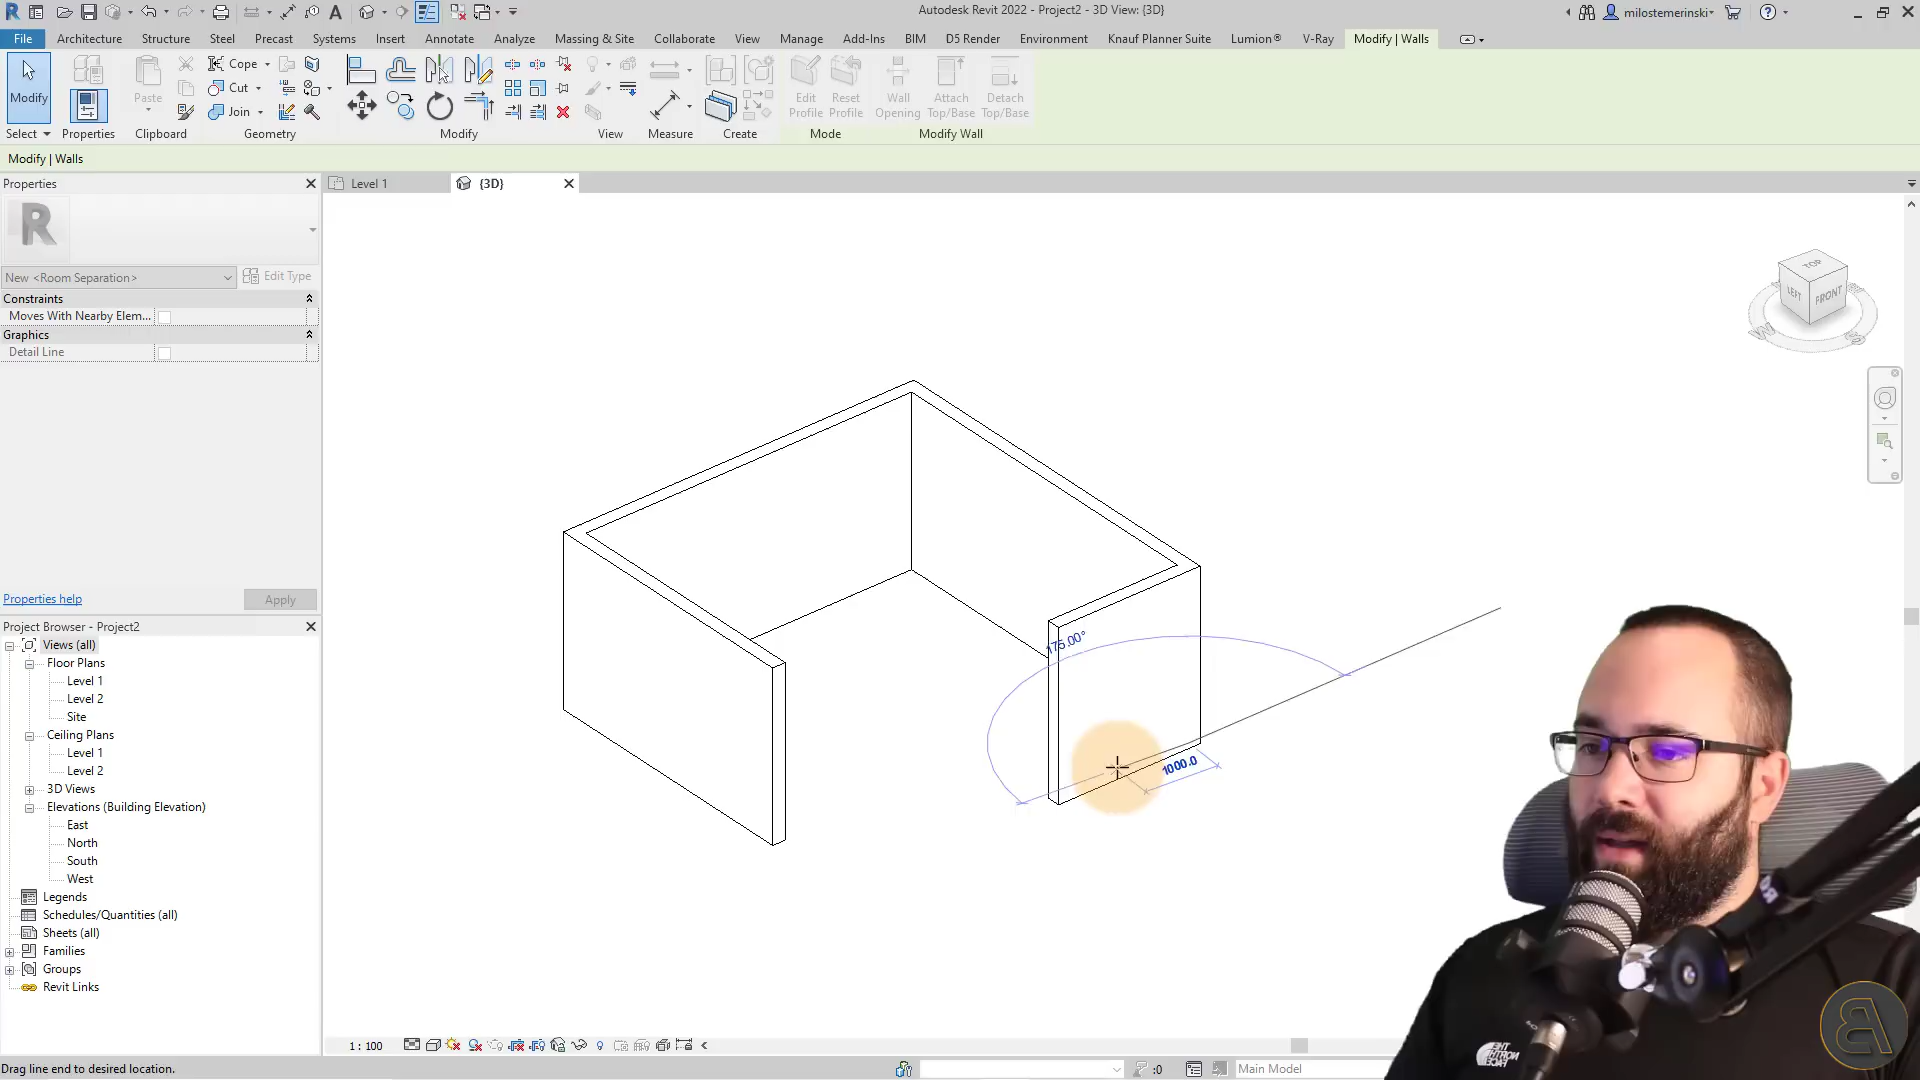 Autodesk Revit 2022 - Project2 - 3D View: {3D}
milostemerinski
File
Architecture
Structure
Steel
Precast
Systems
Insert
Annotate
Analyze
Massing & Site
Collaborate
View
Manage
Add-Ins
BIM
D5 Render
Environment
Knauf Planner Suite
Lumion®
V-Ray
Modify | Walls
Modify
Paste
Cope
Cut
Join
Edit
Profile
Reset
Profile
Wall
Opening
Attach
Top/Base
Detach
Top/Base
Select
Properties
Clipboard
Geometry
Modify
View
Measure
Create
Mode
Modify Wall
Modify | Walls
Properties
Level 1
{3D}
R
New <Room Separation>
Edit Type
Constraints
Moves With Nearby Elem...
Graphics
Detail Line
Properties help
Apply
Project Browser - Project2
Views (all)
Floor Plans
Level 1
Level 2
Site
Ceiling Plans
Level 1
Level 2
3D Views
Elevations (Building Elevation)
East
North
South
West
Legends
Schedules/Quantities (all)
Sheets (all)
Families
Groups
Revit Links
TOP
LEFT
FRONT
W
S
175.00°
1000.0
1 : 100
Drag line end to desired location.
:0
Main Model